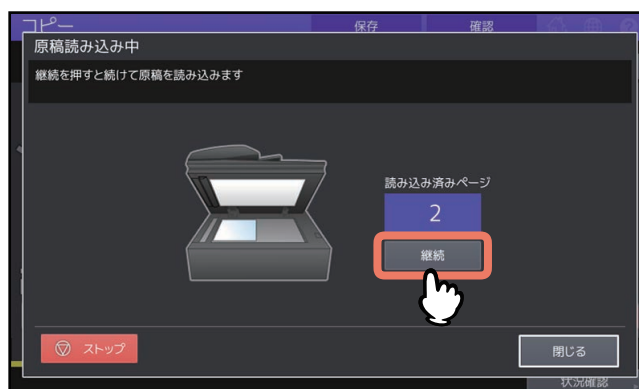 コピー
保存
確認
原稿読み込み中
継続を押すと続けて原稿を読み込みます
読み込み済みページ
2
継続
ストップ
閉じる
状況確認